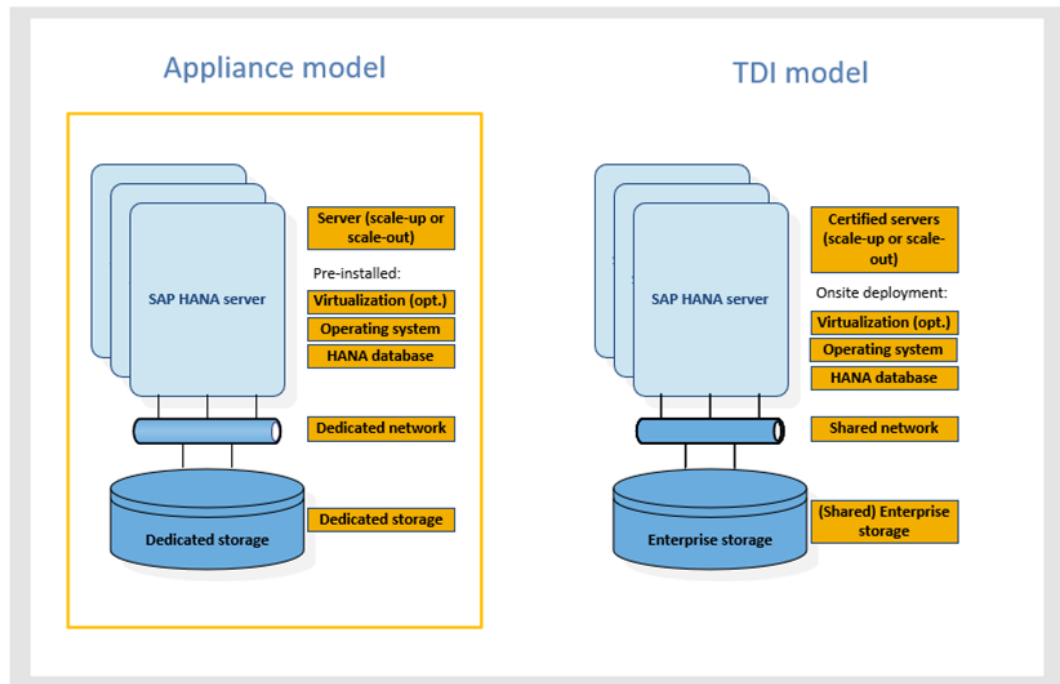 Appliance model
Server (scale-up or
scale-out)
Pre-installed:
SAP HANA server
Virtualization (opt.)
Operating system
HANA database
Dedicated network
Dedicated storage
Dedicated storage
TDI model
Certified servers
(scale-up or scale-
out)
Onsite deployment:
SAP HANA server
Virtualization (opt.)
Operating system
HANA database
Shared network
(Shared) Enterprise
storage
Enterprise storage